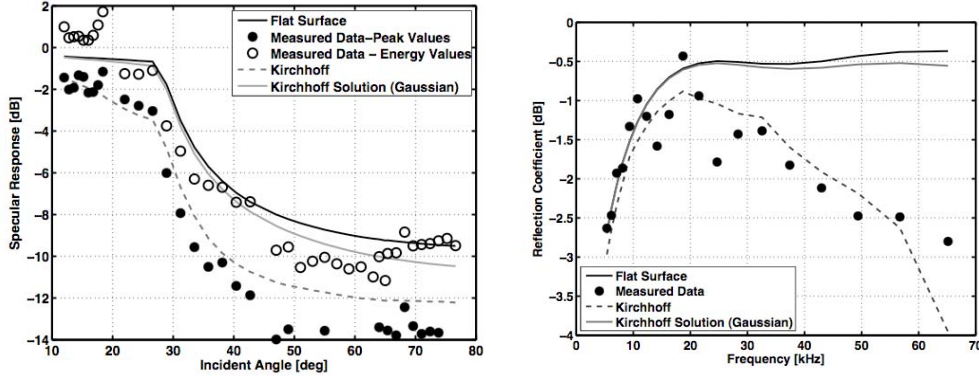 2
0
−2
−4
−6
−8
−10
−12
−14
Specular Response [dB]
Flat Surface
Measured Data−Peak Values
Measured Data − Energy Values
Kirchhoff
Kirchhoff Solution (Gaussian)
10 20 30 40 50 60 70 80
Incident Angle [deg]
0
−0.5
−1
−1.5
−2
−2.5
−3
−3.5
−4
Reflection Coefficient [dB]
Flat Surface
Measured Data
Kirchhoff
Kirchhoff Solution (Gaussian)
0 10 20 30 40 50 60 70
Frequency [kHz]